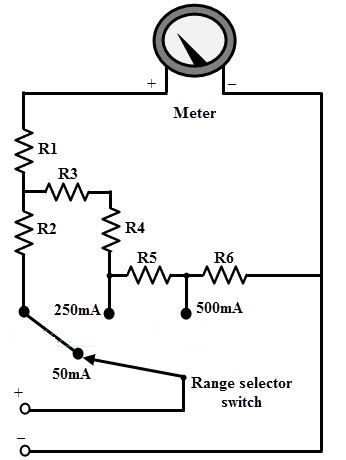 + −
Meter
R1
R3
R2
R4
R5 R6
250mA 500mA
50mA
Range selector
switch
+
−